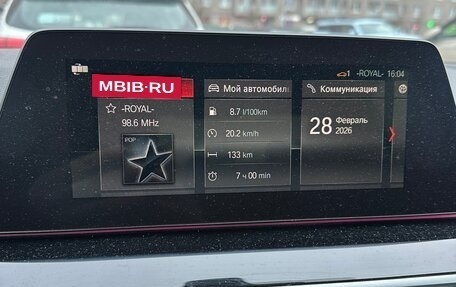 1 -ROYAL- 16:04
MBIB·RU
-ROYAL-
98.6 MHz
POP
Мой автомобил
8.7 l/100km
20.2 km/h
133 km
7 ч 00 min
Коммуникация
28 Февраль
2026